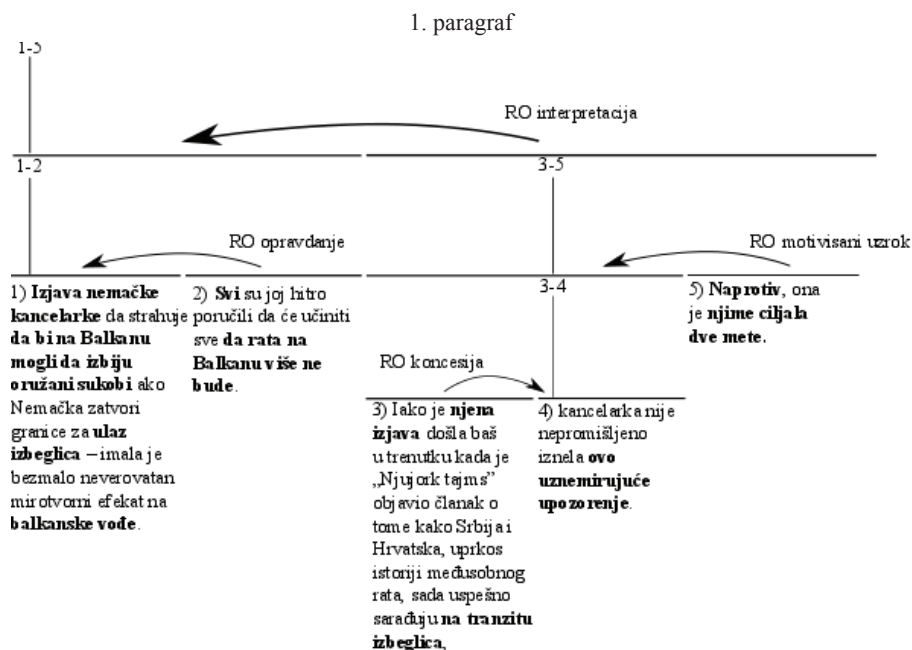 1. paragraf
1-5
RO interpretacija
1-2
3-5
RO opravdanje
RO motivisani uzrok
1) Izjava nemačke
kancelarke da strahuje
da bi na Balkanu
mogli da izbiju
oružani sukobi ako
Nemačka zatvori
granice za ulaz
izbeglica – imala je
bezmalo neverovatan
mirotvorni efekat na
balkanske vođe.
2) Svi su joj hitro
poručili da će učiniti
sve da rata na
Balkanu više ne
bude.
3-4
5) Naprotiv, ona
je njime ciljala
dve mete.
RO koncesija
3) Iako je njena
izjava došla baš
u trenutku kada je
„Njujork tajms”
objavio članak o
tome kako Srbija i
Hrvatska, uprkos
istoriji međusobnog
rata, sada uspešno
sarađuju na tranzitu
izbeglica,
4) kancelarka nije
nepromišljeno
iznela ovo
uznemirujuće
upozorenje.